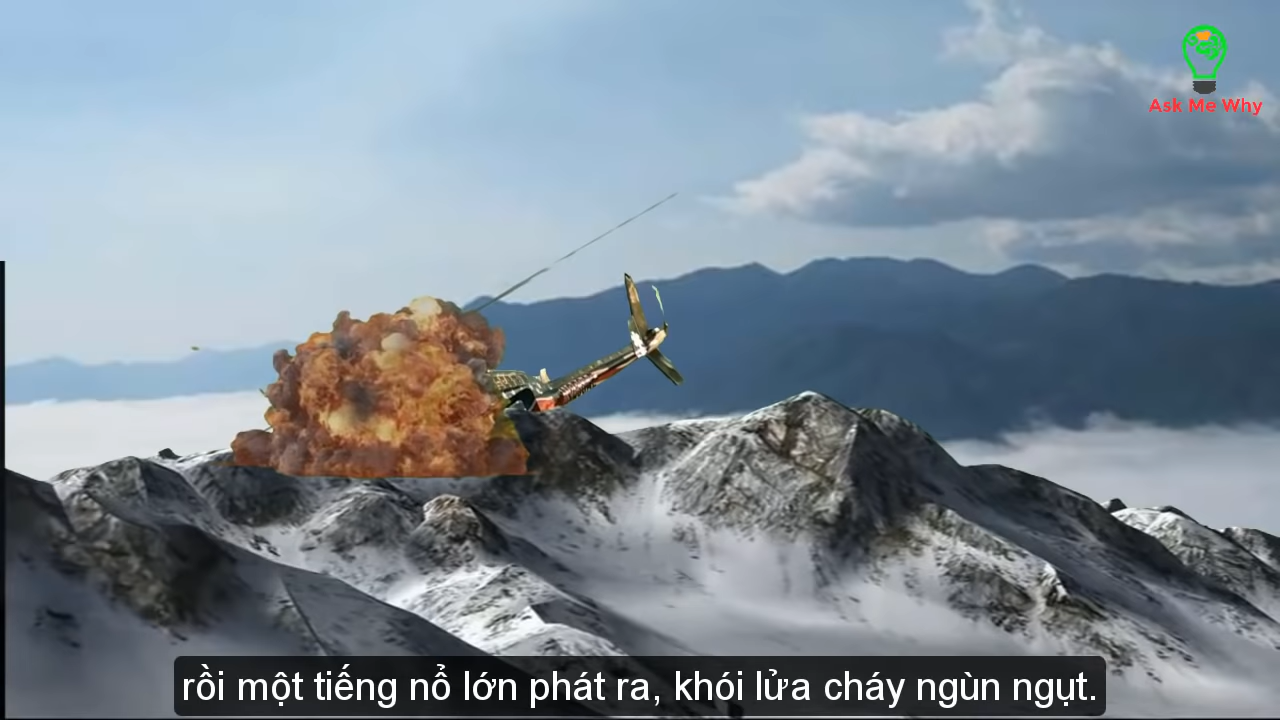 Ask Me Why
rồi một tiếng nổ lớn phát ra, khói lửa cháy ngùn ngụt.